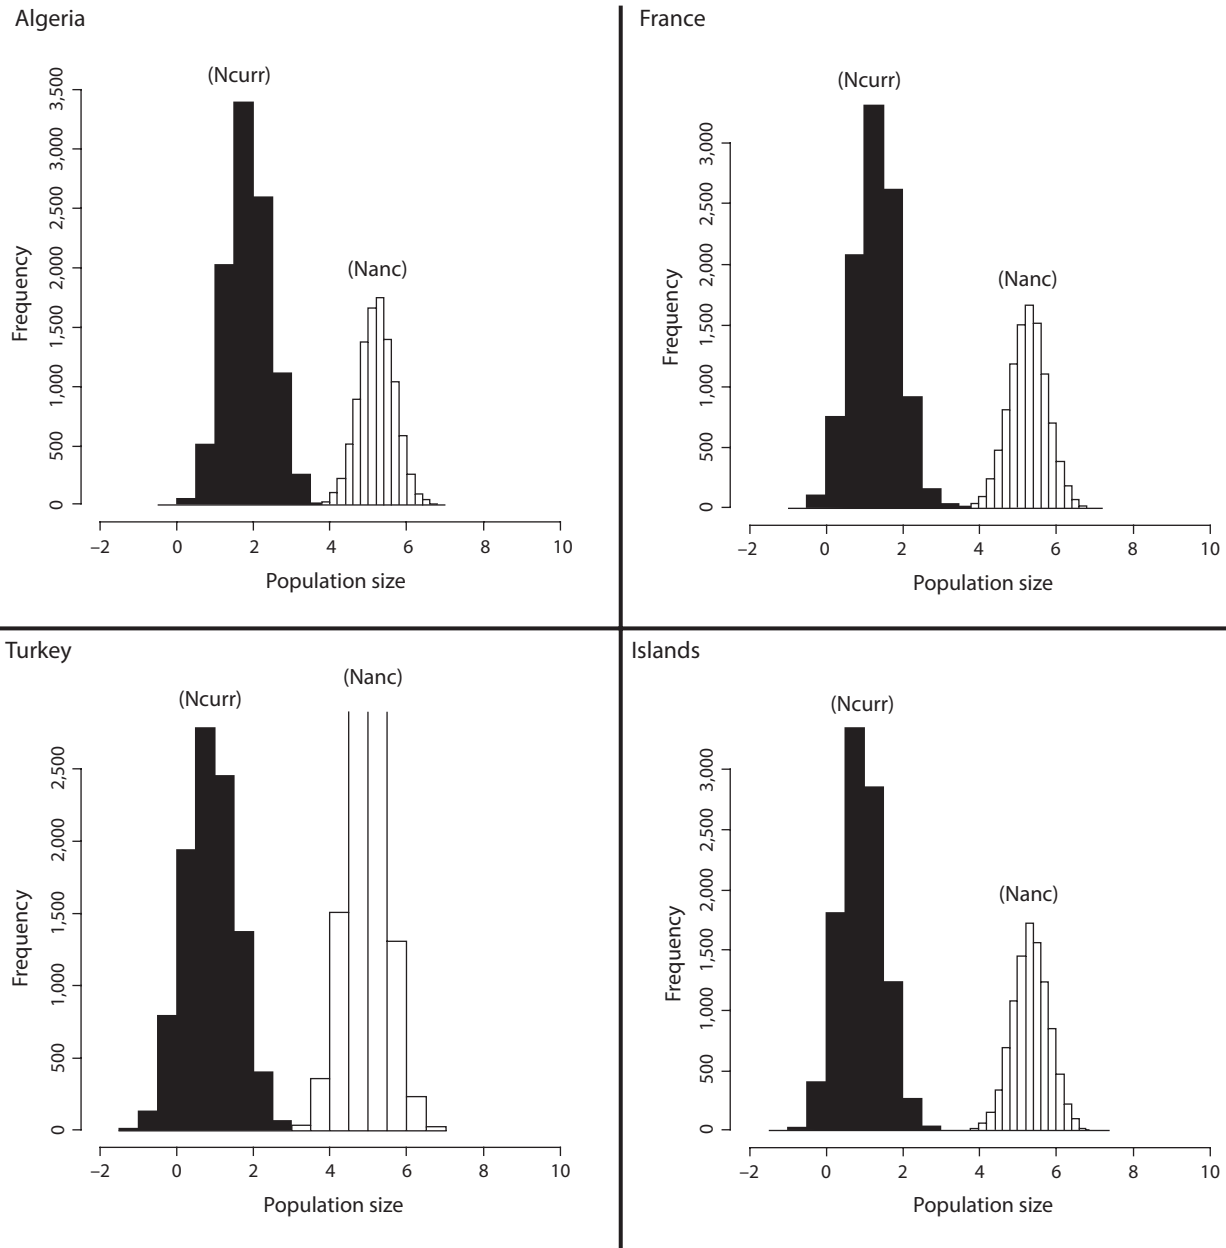 Algeria
(Ncurr)
(Nanc)
Frequency
3,500
3,000
2,500
2,000
1,500
1,000
500
0
−2 0 2 4 6 8 10
Population size
France
(Ncurr)
(Nanc)
Frequency
3,000
2,500
2,000
1,500
1,000
500
0
−2 0 2 4 6 8 10
Population size
Turkey
(Ncurr)
(Nanc)
Frequency
2,500
2,000
1,500
1,000
500
0
−2 0 2 4 6 8 10
Population size
Islands
(Ncurr)
(Nanc)
Frequency
3,000
2,500
2,000
1,500
1,000
500
0
−2 0 2 4 6 8 10
Population size